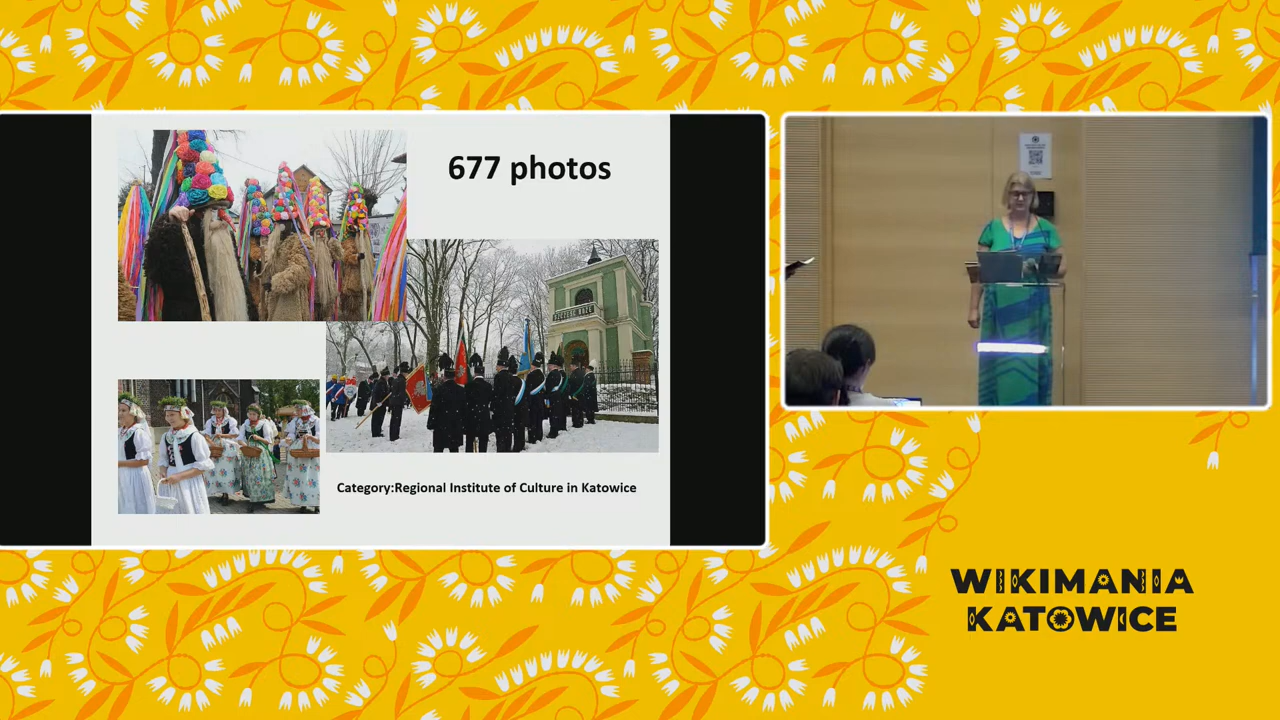 677 photos
Category:Regional Institute of Culture in Katowice
WIKIMANIA
KATOWICE